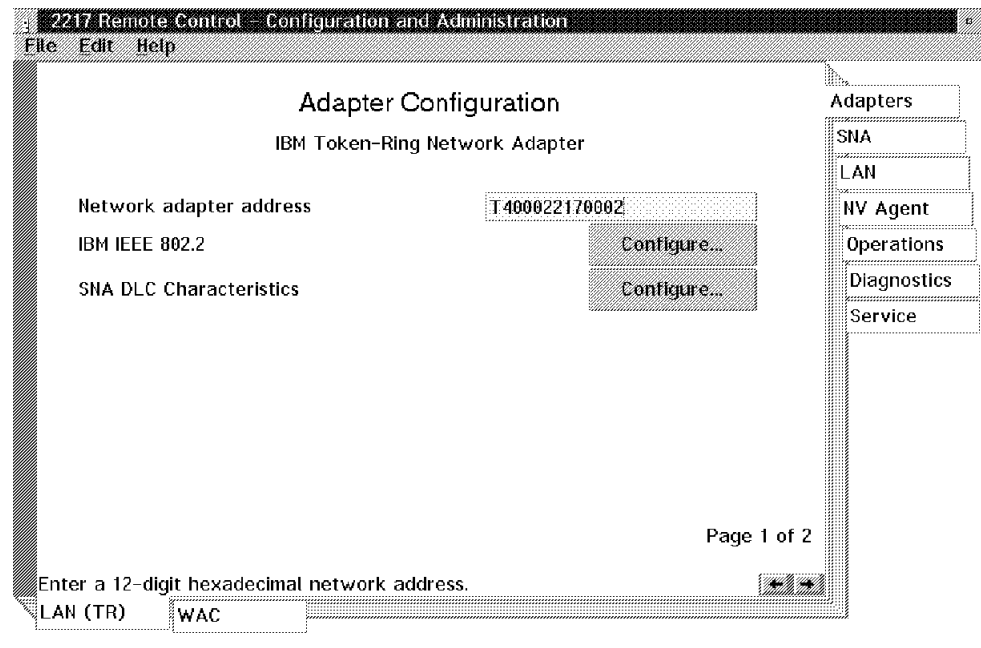 2217 Remote Control – Configuration and Administration
File Edit Help
Adapter Configuration
IBM Token-Ring Network Adapter
Network adapter address T400022170002
IBM IEEE 802.2 Configure...
SNA DLC Characteristics Configure...
Adapters
SNA
LAN
NV Agent
Operations
Diagnostics
Service
Page 1 of 2
Enter a 12-digit hexadecimal network address.
LAN (TR) WAC